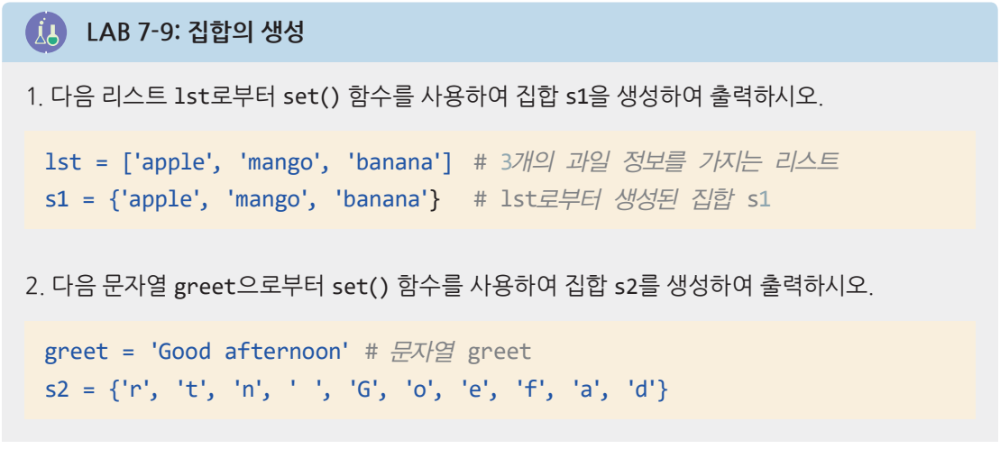 LAB 7-9: 집합의 생성
1. 다음 리스트 lst로부터 set() 함수를 사용하여 집합 s1을 생성하여 출력하시오.
lst = ['apple', 'mango', 'banana'] # 3개의 과일 정보를 가지는 리스트
s1 = {'apple', 'mango', 'banana'} # lst로부터 생성된 집합 s1
2. 다음 문자열 greet으로부터 set() 함수를 사용하여 집합 s2를 생성하여 출력하시오.
greet = 'Good afternoon' # 문자열 greet
s2 = {'r', 't', 'n', ' ', 'G', 'o', 'e', 'f', 'a', 'd'}